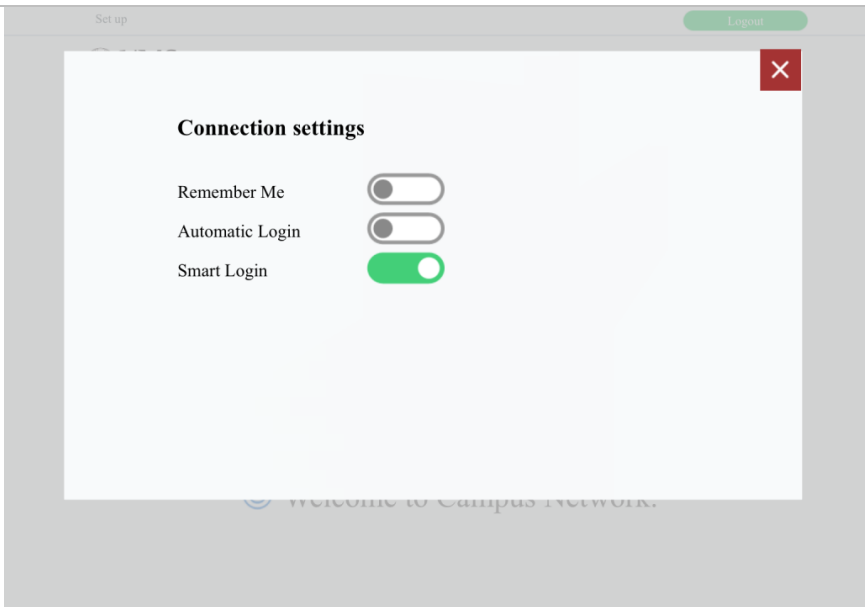 Set up
Logout
Connection settings
Remember Me
Automatic Login
Smart Login
Welcome to Campus Network.